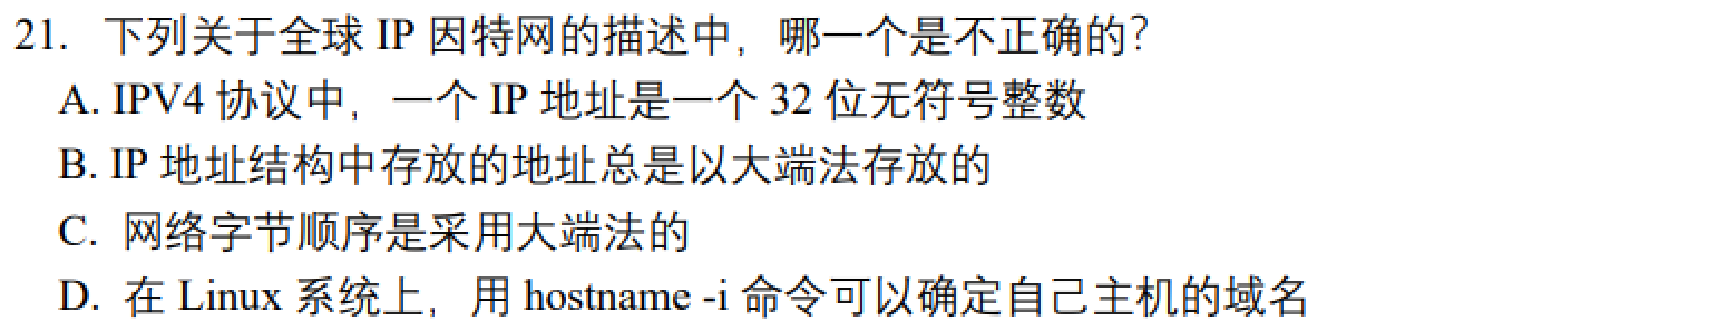 21. 下列关于全球 IP 因特网的描述中，哪一个是不正确的？
A. IPV4 协议中，一个 IP 地址是一个 32 位无符号整数
B. IP 地址结构中存放的地址总是以大端法存放的
C. 网络字节顺序是采用大端法的
D. 在 Linux 系统上，用 hostname -i 命令可以确定自己主机的域名